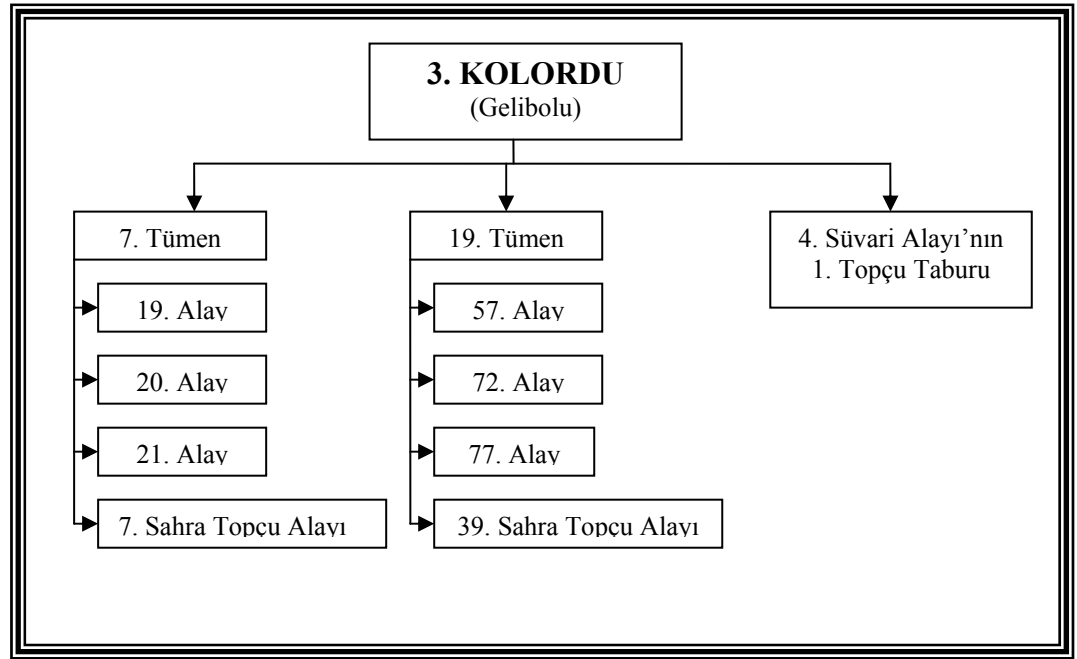 3. KOLORDU
(Gelibolu)
7. Tümen
19. Alay
20. Alay
21. Alay
7. Sahra Topçu Alayı
19. Tümen
57. Alay
72. Alay
77. Alay
39. Sahra Topçu Alayı
4. Süvari Alayı’nın
1. Topçu Taburu